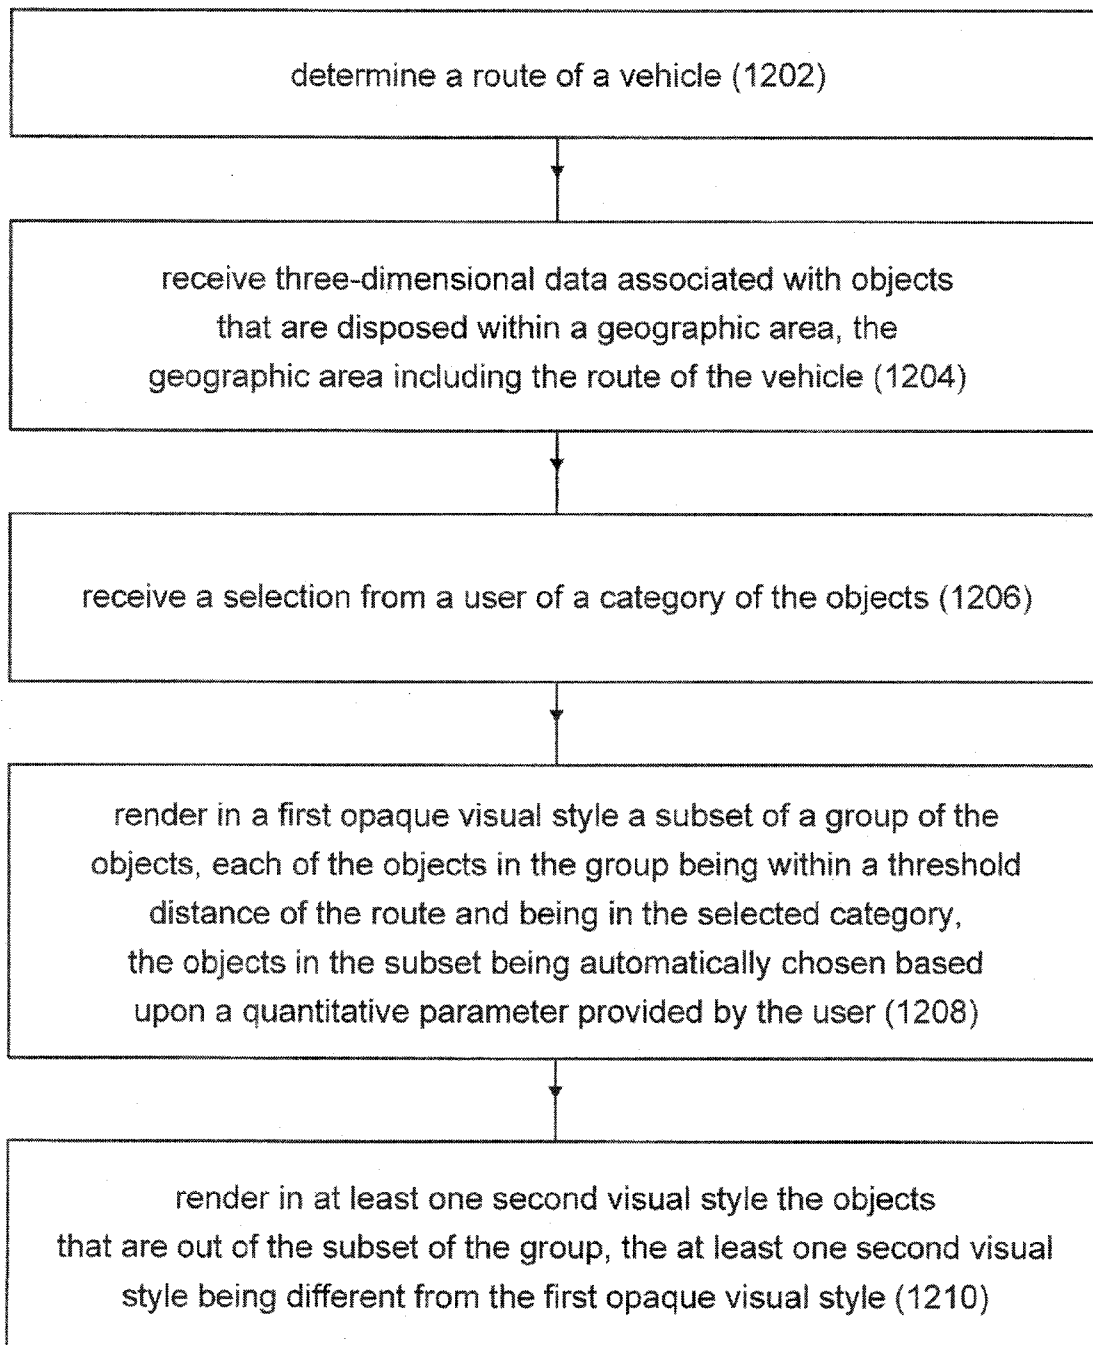 determine a route of a vehicle (1202)
receive three-dimensional data associated with objects
that are disposed within a geographic area, the
geographic area including the route of the vehicle (1204)
receive a selection from a user of a category of the objects (1206)
render in a first opaque visual style a subset of a group of the
objects, each of the objects in the group being within a threshold
distance of the route and being in the selected category,
the objects in the subset being automatically chosen based
upon a quantitative parameter provided by the user (1208)
render in at least one second visual style the objects
that are out of the subset of the group, the at least one second visual
style being different from the first opaque visual style (1210)